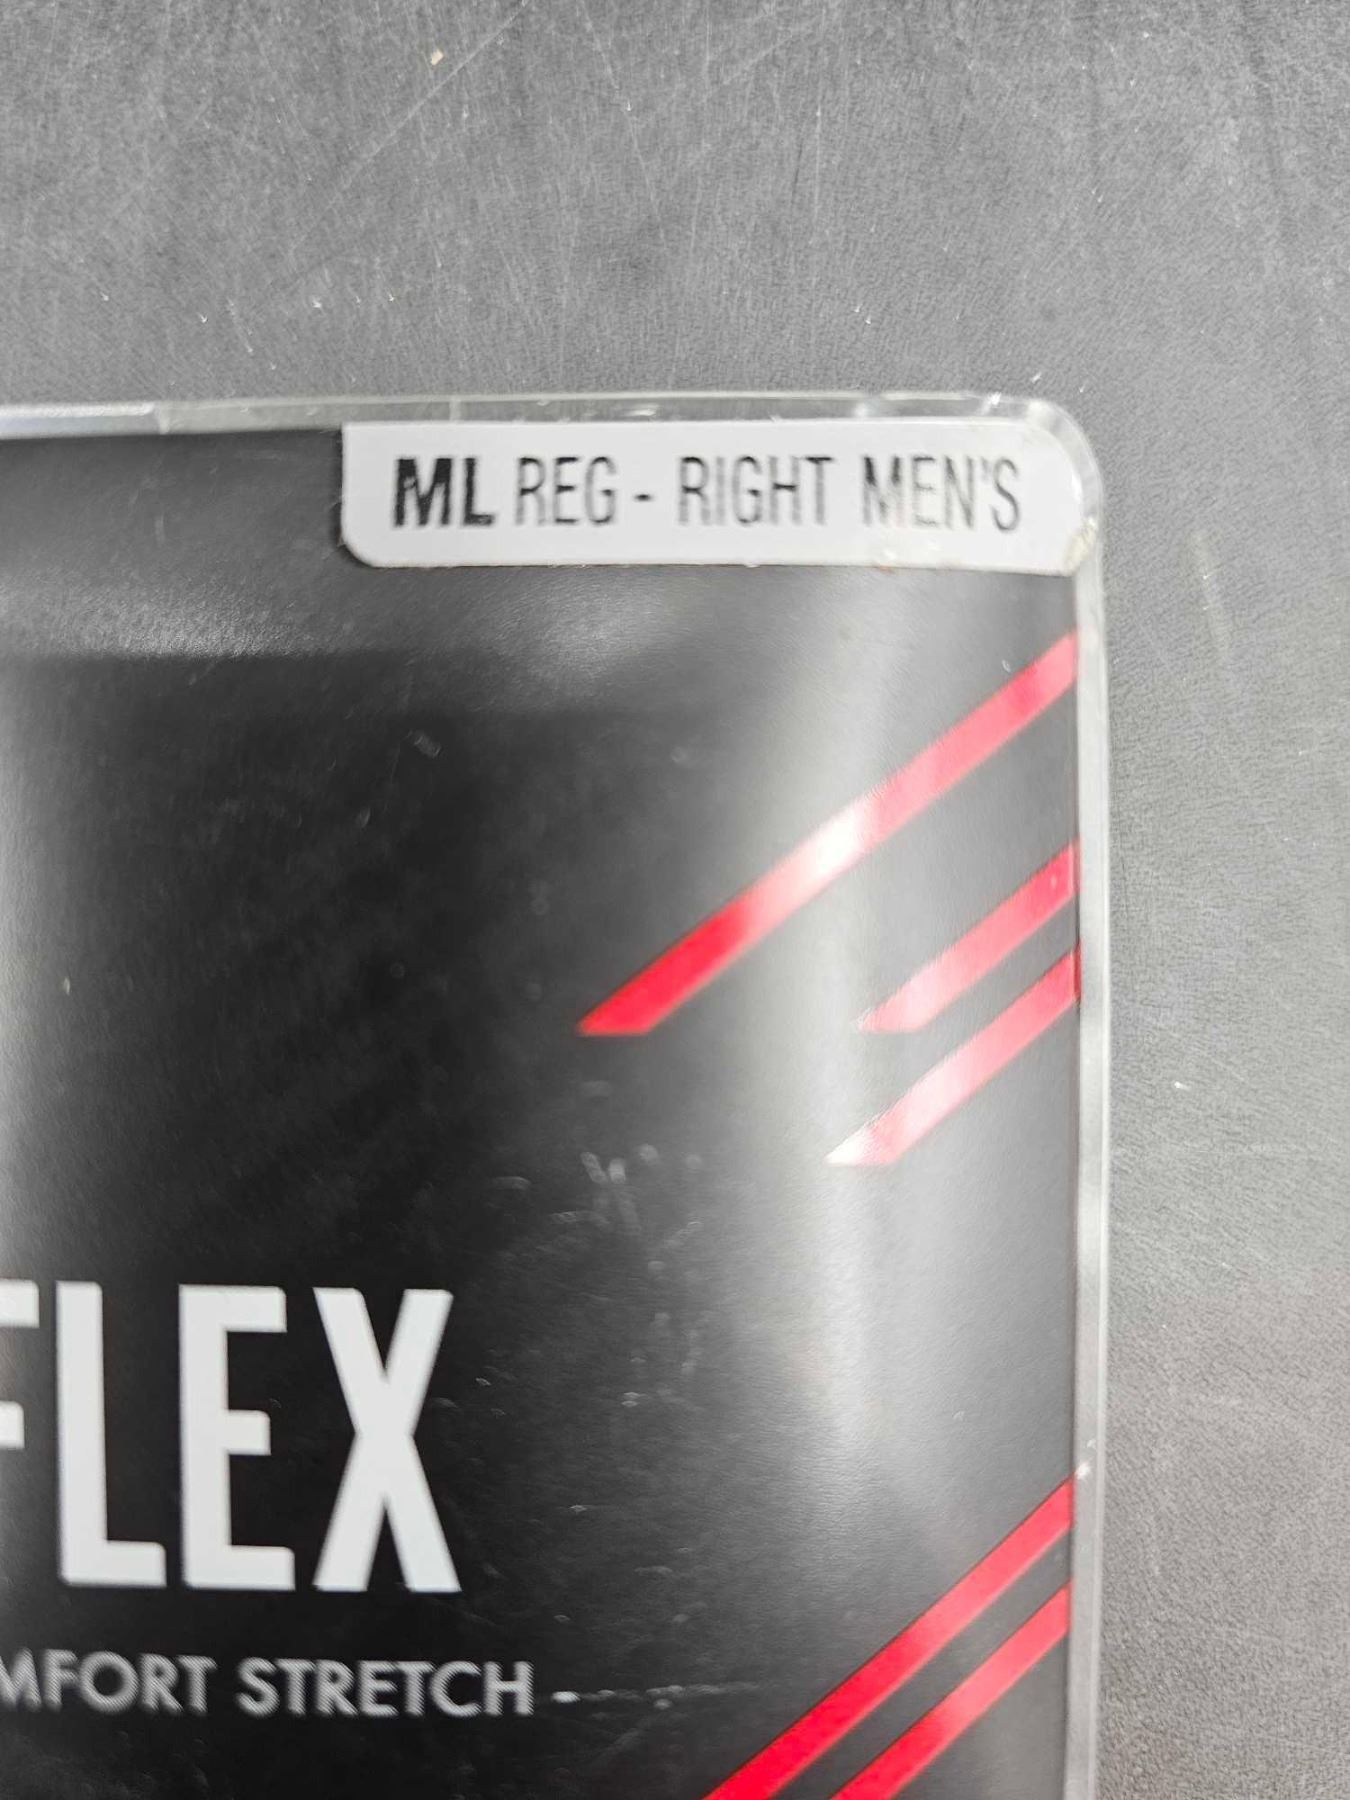 ML REG - RIGHT MEN'S
FLEX
MFORT STRETCH